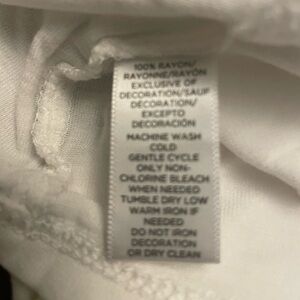 100% RAYON/
RAYONNE/RAYÓN
EXCLUSIVE OF
DECORATION/SAUF
DECORATION/
EXCEPTO
DECORACIÓN
MACHINE WASH
COLD
GENTLE CYCLE
ONLY NON-
CHLORINE BLEACH
WHEN NEEDED
TUMBLE DRY LOW
WARM IRON IF
NEEDED
DO NOT IRON
DECORATION
OR DRY CLEAN